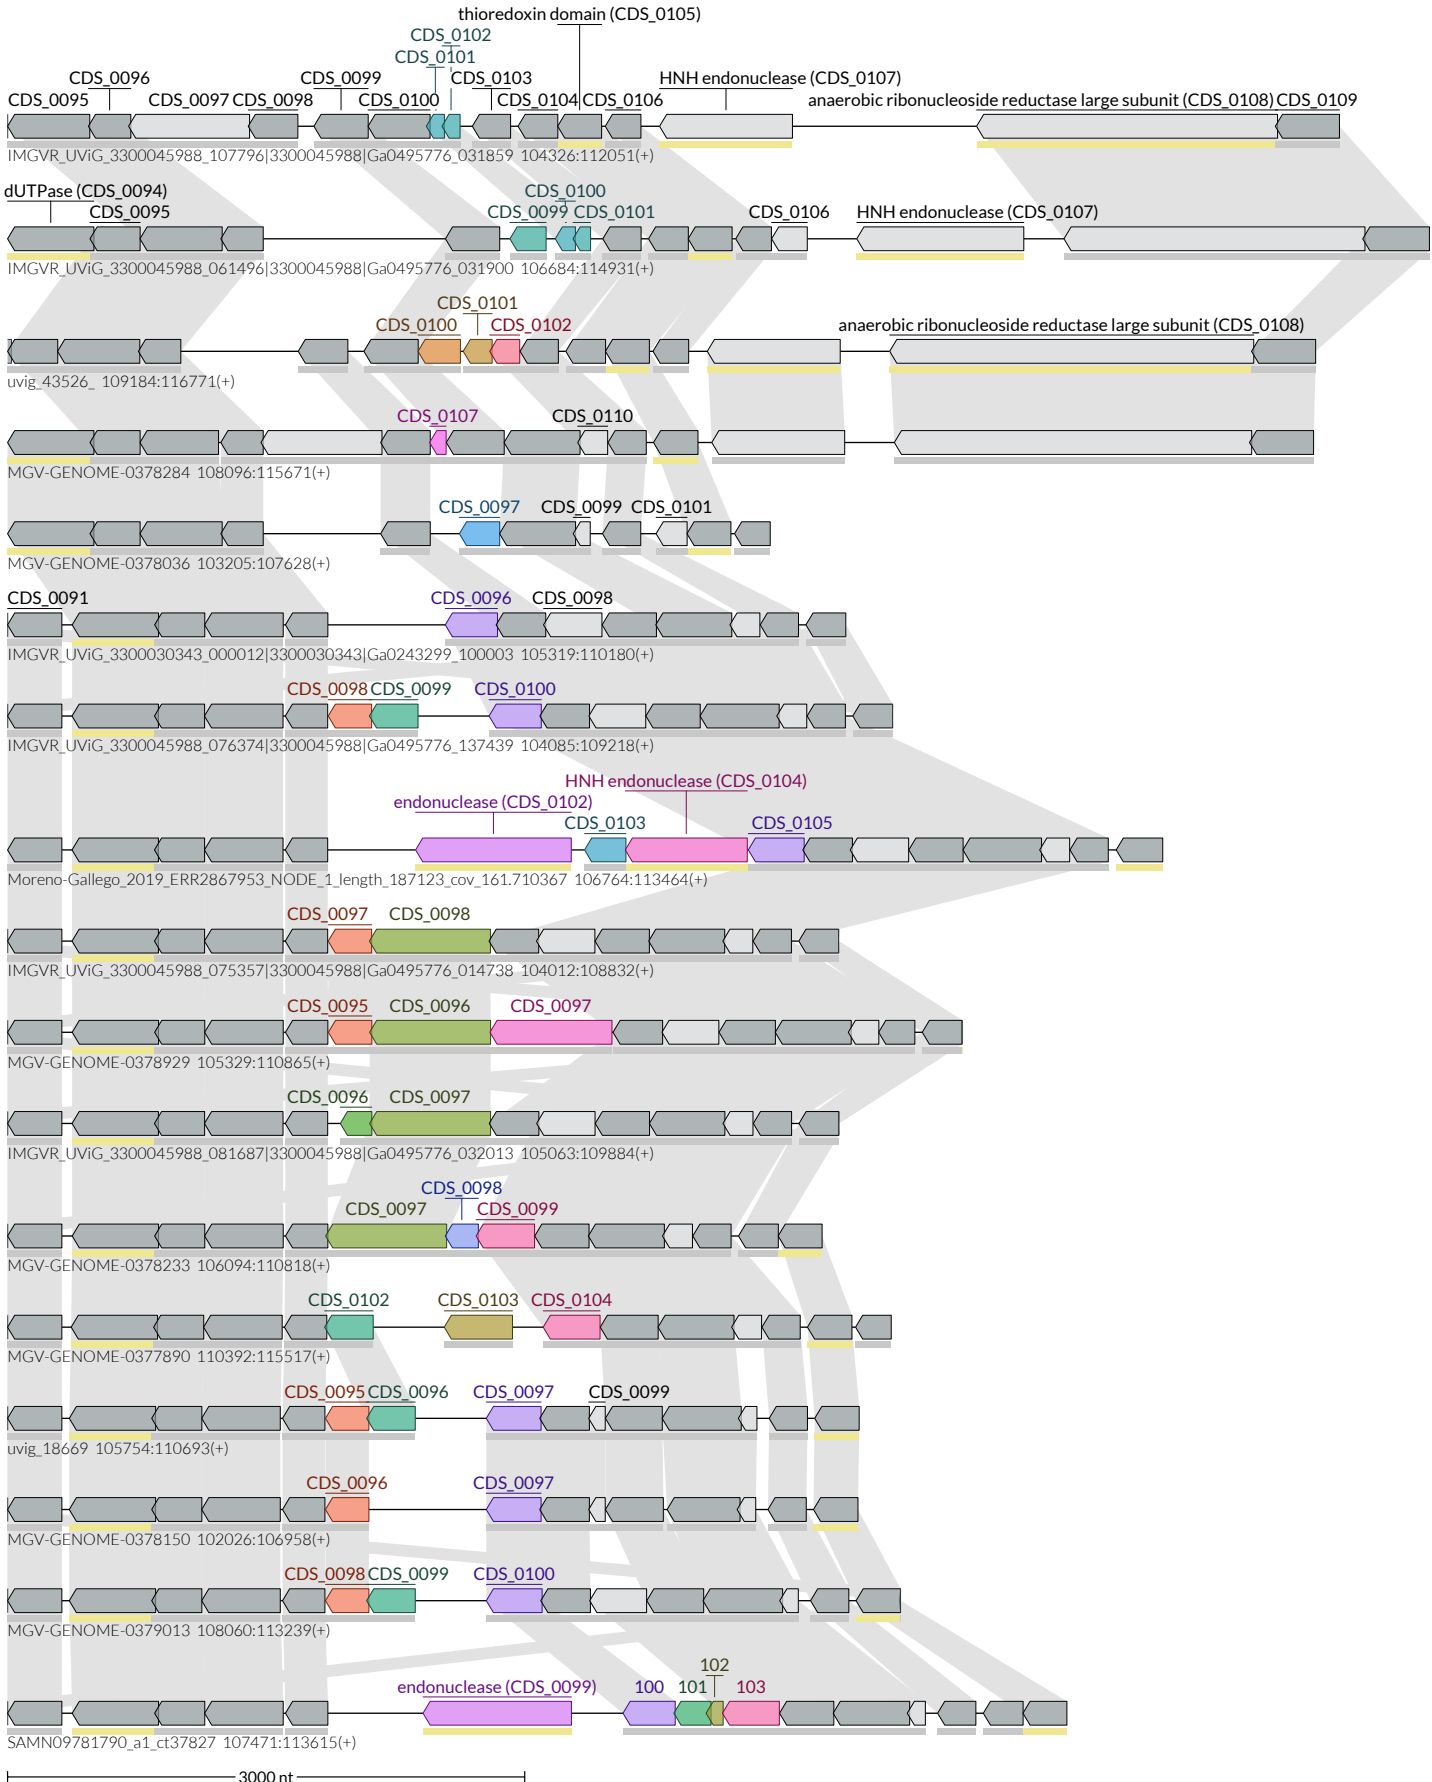 thioredoxin domain (CDS_0105)
CDS_0102
CDS_0101
CDS_0096 CDS_0099 CDS_0103 HNH endonuclease (CDS_0107)
CDS_0095 CDS_0097 CDS_0098 CDS_0100 CDS_0104 CDS_0106 anaerobic ribonucleoside reductase large subunit (CDS_0108) CDS_0109
IMGVR_UViG_3300045988_107796|3300045988|Ga0495776_031859 104326:112051(+)
dUTPase (CDS_0094) CDS_0100
CDS_0095 CDS_0099 CDS_0101 CDS_0106 HNH endonuclease (CDS_0107)
IMGVR_UViG_3300045988_061496|3300045988|Ga0495776_031900 106684:114931(+)
CDS_0101
CDS_0100 CDS_0102 anaerobic ribonucleoside reductase large subunit (CDS_0108)
uvig_43526_ 109184:116771(+)
CDS_0107 CDS_0110
MGV-GENOME-0378284 108096:115671(+)
CDS_0097 CDS_0099 CDS_0101
MGV-GENOME-0378036 103205:107628(+)
CDS_0091 CDS_0096 CDS_0098
IMGVR_UViG_3300030343_000012|3300030343|Ga0243299_100003 105319:110180(+)
CDS_0098 CDS_0099 CDS_0100
IMGVR_UViG_3300045988_076374|3300045988|Ga0495776_137439 104085:109218(+)
HNH endonuclease (CDS_0104)
endonuclease (CDS_0102)
CDS_0103 CDS_0105
Moreno-Gallego_2019_ERR2867953_NODE_1_length_187123_cov_161.710367 106764:113464(+)
CDS_0097 CDS_0098
IMGVR_UViG_3300045988_075357|3300045988|Ga0495776_014738 104012:108832(+)
CDS_0095 CDS_0096 CDS_0097
MGV-GENOME-0378929 105329:110865(+)
CDS_0096 CDS_0097
IMGVR_UViG_3300045988_081687|3300045988|Ga0495776_032013 105063:109884(+)
CDS_0098
CDS_0097 CDS_0099
MGV-GENOME-0378233 106094:110818(+)
CDS_0102 CDS_0103 CDS_0104
MGV-GENOME-0377890 110392:115517(+)
CDS_0095 CDS_0096 CDS_0097 CDS_0099
uvig_18669 105754:110693(+)
CDS_0096 CDS_0097
MGV-GENOME-0378150 102026:106958(+)
CDS_0098 CDS_0099 CDS_0100
MGV-GENOME-0379013 108060:113239(+)
102
endonuclease (CDS_0099) 100 101 103
SAMN09781790_a1_ct37827 107471:113615(+)
3000 nt